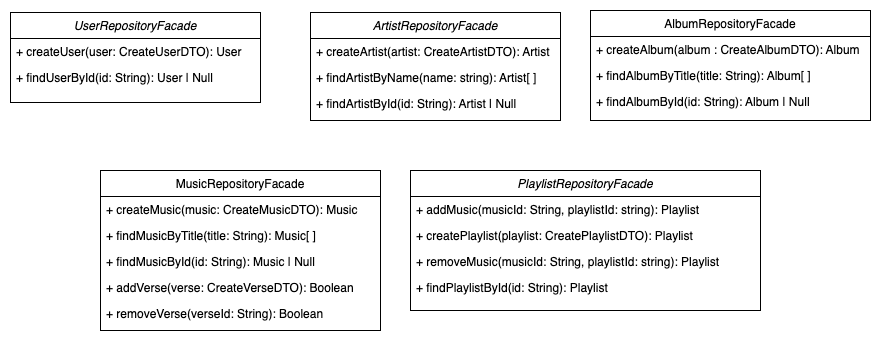 UserRepositoryFacade
+ createUser(user: CreateUserDTO): User
+ findUserById(id: String): User | Null
ArtistRepositoryFacade
+ createArtist(artist: CreateArtistDTO): Artist
+ findArtistByName(name: string): Artist[ ]
+ findArtistById(id: String): Artist | Null
AlbumRepositoryFacade
+ createAlbum(album : CreateAlbumDTO): Album
+ findAlbumByTitle(title: String): Album[ ]
+ findAlbumById(id: String): Album | Null
MusicRepositoryFacade
+ createMusic(music: CreateMusicDTO): Music
+ findMusicByTitle(title: String): Music[ ]
+ findMusicById(id: String): Music | Null
+ addVerse(verse: CreateVerseDTO): Boolean
+ removeVerse(verseId: String): Boolean
PlaylistRepositoryFacade
+ addMusic(musicId: String, playlistId: string): Playlist
+ createPlaylist(playlist: CreatePlaylistDTO): Playlist
+ removeMusic(musicId: String, playlistId: string): Playlist
+ findPlaylistById(id: String): Playlist